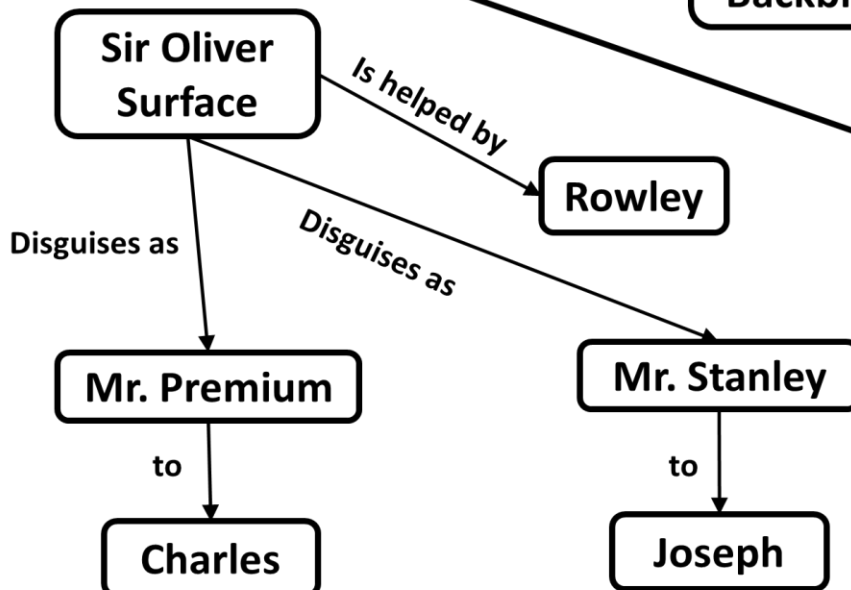 Sir Oliver
Surface
Is helped by
Rowley
Disguises as
Disguises as
Mr. Premium
Mr. Stanley
to
to
Charles
Joseph